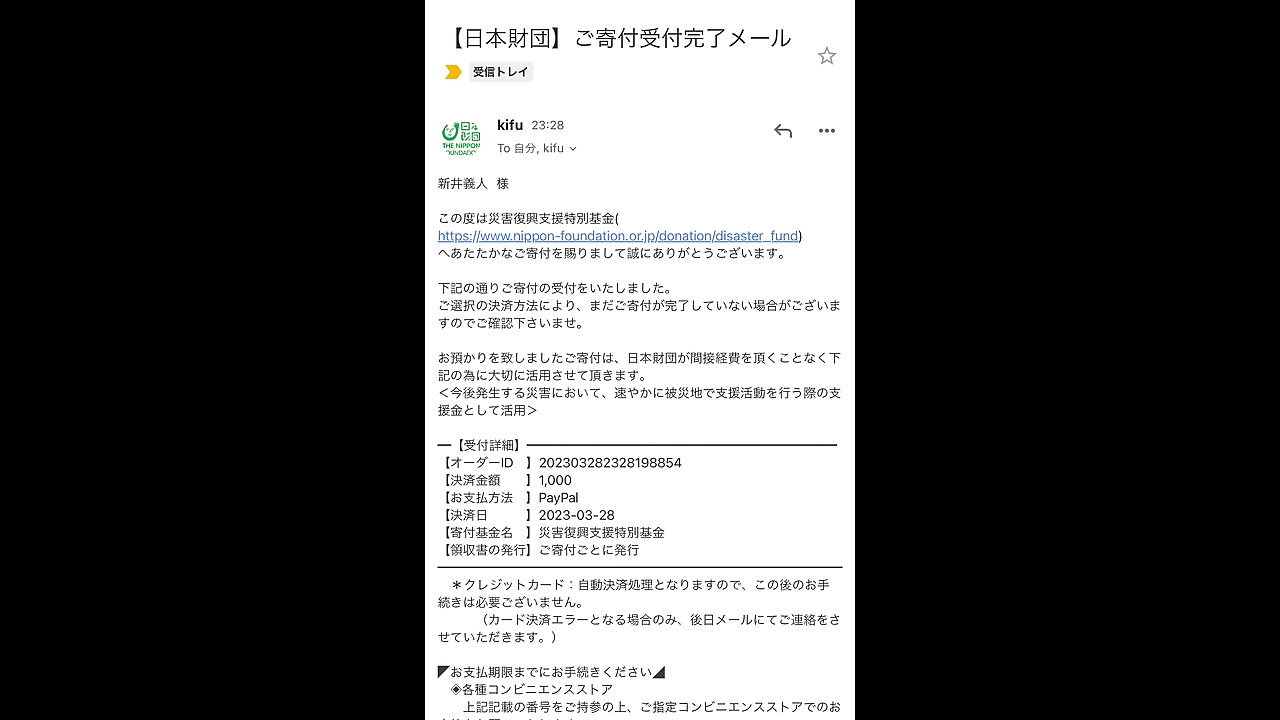 【日本財団】ご寄付受付完了メール
受信トレイ
kifu 23:28
To 自分, kifu
THE NIPPON
新井義人 様
この度は災害復興支援特別基金(
https://www.nippon-foundation.or.jp/donation/disaster_fund)
へあたたかなご寄付を賜りまして誠にありがとうございます。
下記の通りご寄付の受付をいたしました。
ご選択の決済方法により、まだご寄付が完了していない場合がございま
すのでご確認下さいませ。
お預かりを致しましたご寄付は、日本財団が間接経費を頂くことなく下
記の為に大切に活用させて頂きます。
＜今後発生する災害において、速やかに被災地で支援活動を行う際の支
援金として活用＞
━【受付詳細】━━━━━━━━━━━━━━━━━━━━━━━━━
【オーダーID　】202303282328198854
【決済金額　　】1,000
【お支払方法　】PayPal
【決済日　　　】2023-03-28
【寄付基金名　】災害復興支援特別基金
【領収書の発行】ご寄付ごとに発行
＊クレジットカード：自動決済処理となりますので、この後のお手
続きは必要ございません。
（カード決済エラーとなる場合のみ、後日メールにてご連絡をさ
せていただきます。）
◤お支払期限までにお手続きください◢
◈各種コンビニエンスストア
上記記載の番号をご持参の上、ご指定コンビニエンスストアでのお